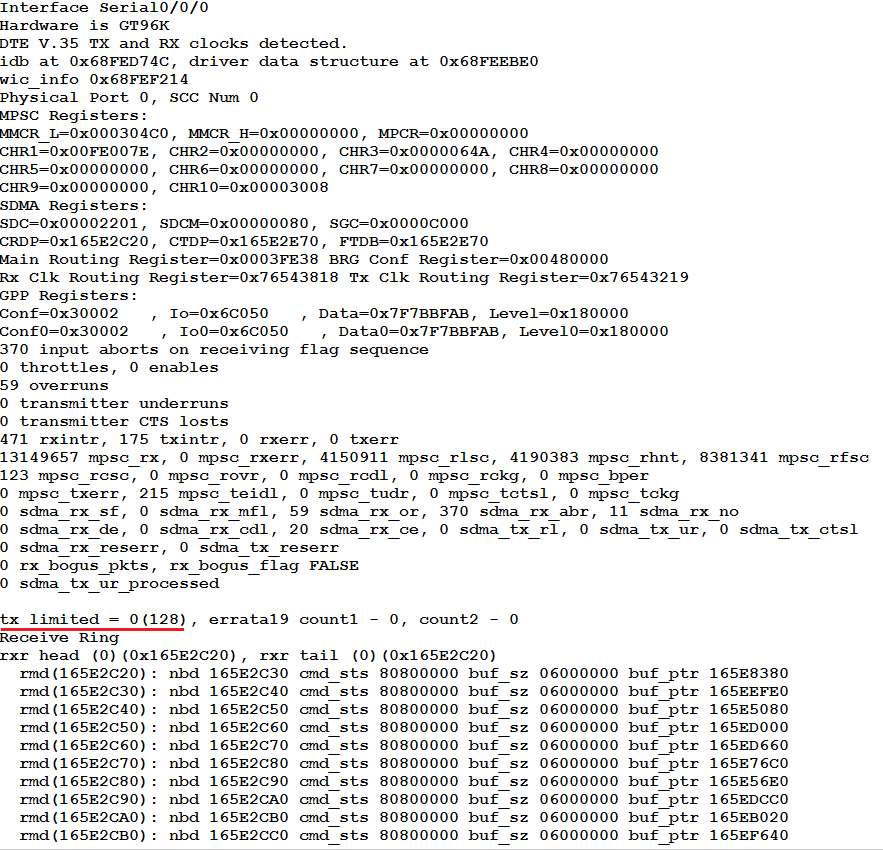 Interface Serial0/0/0
Hardware is GT96K
DTE V.35 TX and RX clocks detected.
idb at 0x68FED74C, driver data structure at 0x68FEEBE0
wic_info 0x68FEF214
Physical Port 0, SCC Num 0
MPSC Registers:
MMCR_L=0x000304C0, MMCR_H=0x00000000, MPCR=0x00000000
CHR1=0x00FE007E, CHR2=0x00000000, CHR3=0x0000064A, CHR4=0x00000000
CHR5=0x00000000, CHR6=0x00000000, CHR7=0x00000000, CHR8=0x00000000
CHR9=0x00000000, CHR10=0x00003008
SDMA Registers:
SDC=0x00002201, SDCM=0x00000080, SGC=0x0000C000
CRDP=0x165E2C20, CTDP=0x165E2E70, FTDB=0x165E2E70
Main Routing Register=0x0003FE38 BRG Conf Register=0x00480000
Rx Clk Routing Register=0x76543818 Tx Clk Routing Register=0x76543219
GPP Registers:
Conf=0x30002   , Io=0x6C050   , Data=0x7F7BBFAB, Level=0x180000
Conf0=0x30002   , Io0=0x6C050   , Data0=0x7F7BBFAB, Level0=0x180000
370 input aborts on receiving flag sequence
0 throttles, 0 enables
59 overruns
0 transmitter underruns
0 transmitter CTS losts
471 rxintr, 175 txintr, 0 rxerr, 0 txerr
13149657 mpsc_rx, 0 mpsc_rxerr, 4150911 mpsc_rlsc, 4190383 mpsc_rhnt, 8381341 mpsc_rfsc
123 mpsc_rcsc, 0 mpsc_rovr, 0 mpsc_rcdl, 0 mpsc_rckg, 0 mpsc_bper
0 mpsc_txerr, 215 mpsc_teidl, 0 mpsc_tudr, 0 mpsc_tctsl, 0 mpsc_tckg
0 sdma_rx_sf, 0 sdma_rx_mfl, 59 sdma_rx_or, 370 sdma_rx_abr, 11 sdma_rx_no
0 sdma_rx_de, 0 sdma_rx_cdl, 20 sdma_rx_ce, 0 sdma_tx_rl, 0 sdma_tx_ur, 0 sdma_tx_ctsl
0 sdma_rx_reserr, 0 sdma_tx_reserr
0 rx_bogus_pkts, rx_bogus_flag FALSE
0 sdma_tx_ur_processed
tx limited = 0(128), errata19 count1 - 0, count2 - 0
Receive Ring
rxr head (0)(0x165E2C20), rxr tail (0)(0x165E2C20)
rmd(165E2C20): nbd 165E2C30 cmd_sts 80800000 buf_sz 06000000 buf_ptr 165E8380
rmd(165E2C30): nbd 165E2C40 cmd_sts 80800000 buf_sz 06000000 buf_ptr 165EEFE0
rmd(165E2C40): nbd 165E2C50 cmd_sts 80800000 buf_sz 06000000 buf_ptr 165E5080
rmd(165E2C50): nbd 165E2C60 cmd_sts 80800000 buf_sz 06000000 buf_ptr 165ED000
rmd(165E2C60): nbd 165E2C70 cmd_sts 80800000 buf_sz 06000000 buf_ptr 165ED660
rmd(165E2C70): nbd 165E2C80 cmd_sts 80800000 buf_sz 06000000 buf_ptr 165E76C0
rmd(165E2C80): nbd 165E2C90 cmd_sts 80800000 buf_sz 06000000 buf_ptr 165E56E0
rmd(165E2C90): nbd 165E2CA0 cmd_sts 80800000 buf_sz 06000000 buf_ptr 165EDCC0
rmd(165E2CA0): nbd 165E2CB0 cmd_sts 80800000 buf_sz 06000000 buf_ptr 165EB020
rmd(165E2CB0): nbd 165E2CC0 cmd_sts 80800000 buf_sz 06000000 buf_ptr 165EF640